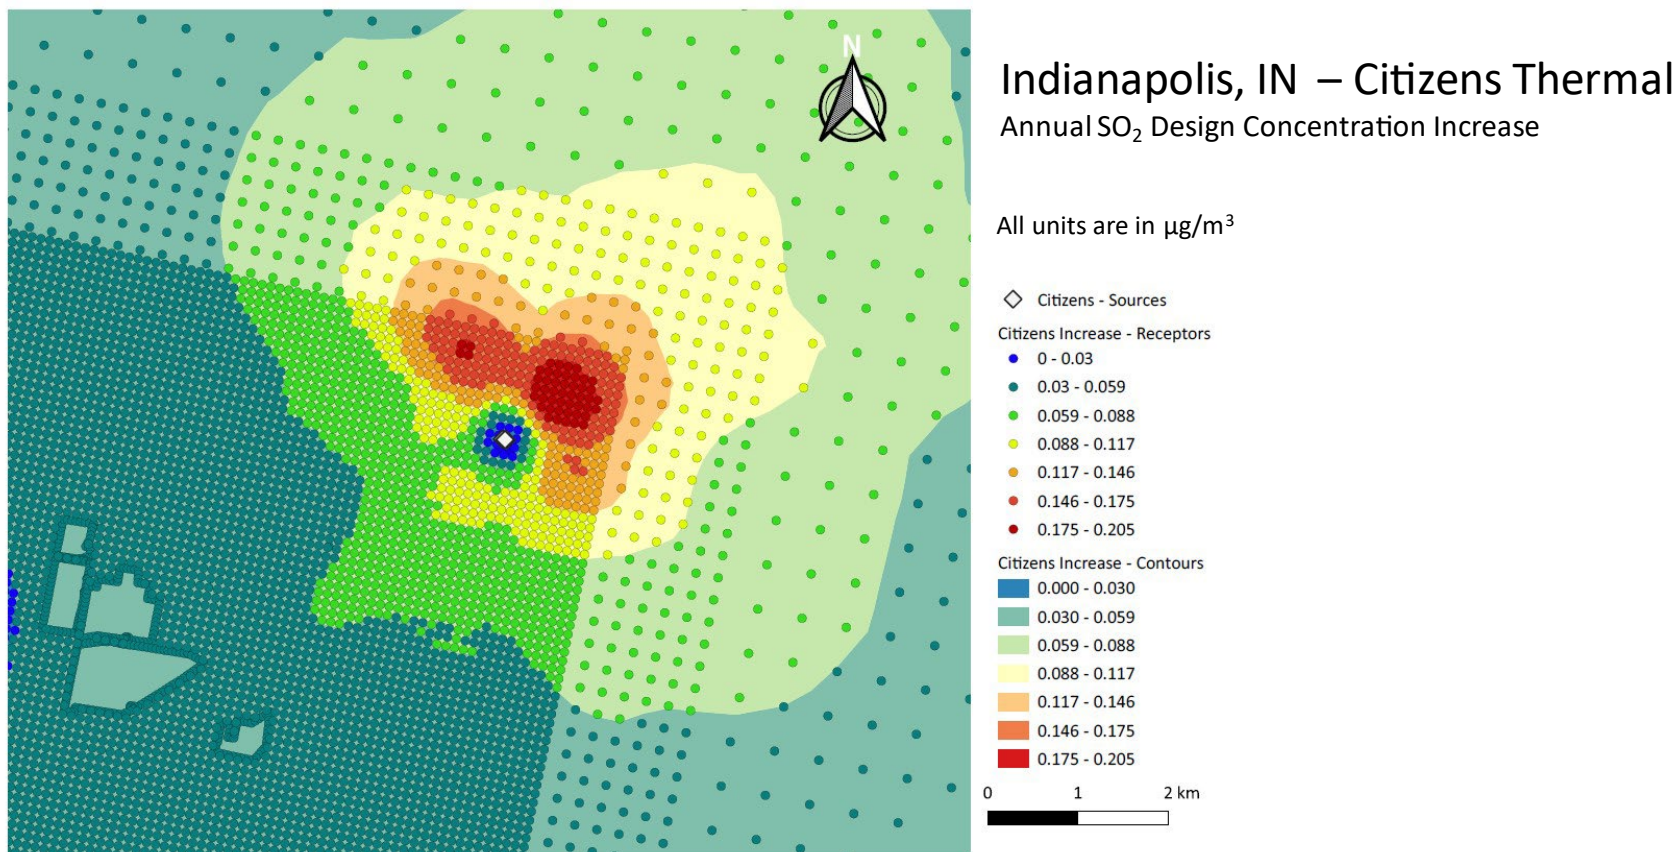 N
Indianapolis, IN – Citizens Thermal
Annual SO₂ Design Concentration Increase
All units are in µg/m³
Citizens - Sources
Citizens Increase - Receptors
0 - 0.03
0.03 - 0.059
0.059 - 0.088
0.088 - 0.117
0.117 - 0.146
0.146 - 0.175
0.175 - 0.205
Citizens Increase - Contours
0.000 - 0.030
0.030 - 0.059
0.059 - 0.088
0.088 - 0.117
0.117 - 0.146
0.146 - 0.175
0.175 - 0.205
0 1 2 km